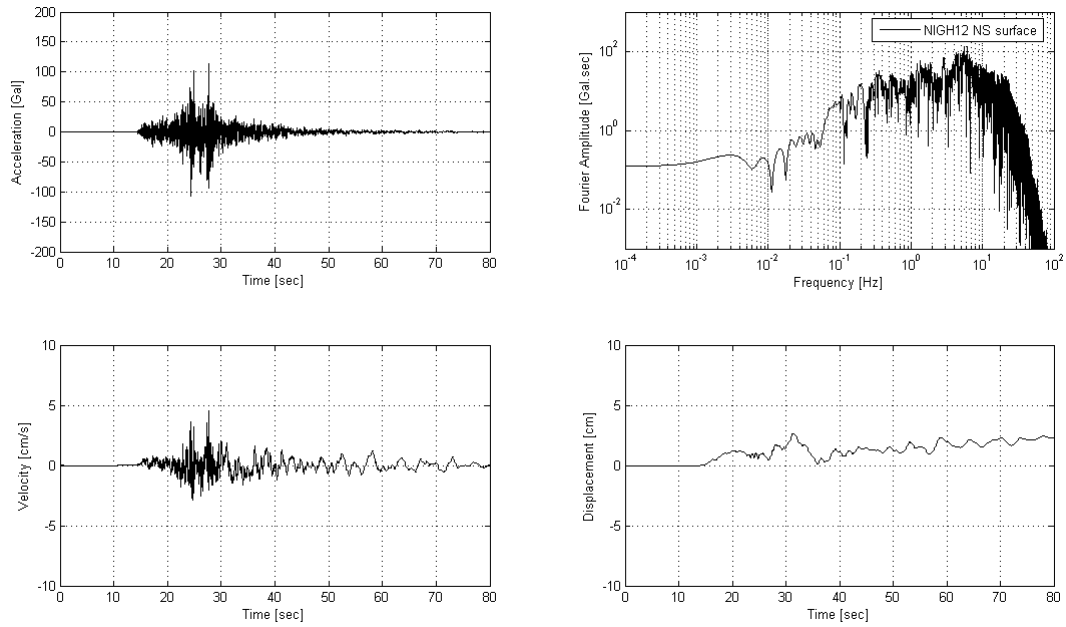 200
150
100
50
0
-50
-100
-150
-200
Acceleration [Gal]
0 10 20 30 40 50 60 70 80
Time [sec]
NIGH12 NS surface
10^2
10^0
10^-2
Fourier Amplitude [Gal.sec]
10^-4 10^-3 10^-2 10^-1 10^0 10^1 10^2
Frequency [Hz]
10
5
0
-5
-10
Velocity [cm/s]
0 10 20 30 40 50 60 70 80
Time [sec]
10
5
0
-5
-10
Displacement [cm]
0 10 20 30 40 50 60 70 80
Time [sec]